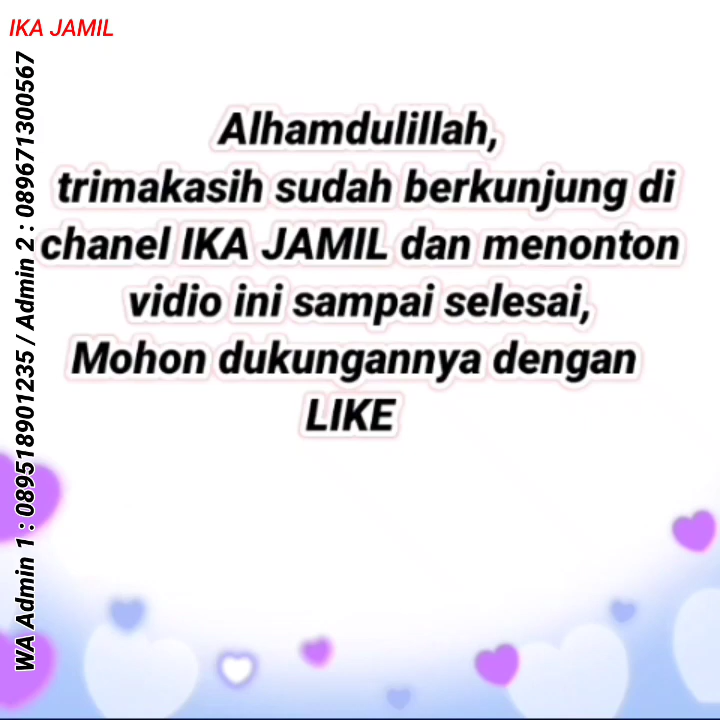 IKA JAMIL
WA Admin 1 : 089518901235 / Admin 2 : 089671300567
Alhamdulillah,
trimakasih sudah berkunjung di
chanel IKA JAMIL dan menonton
vidio ini sampai selesai,
Mohon dukungannya dengan
LIKE